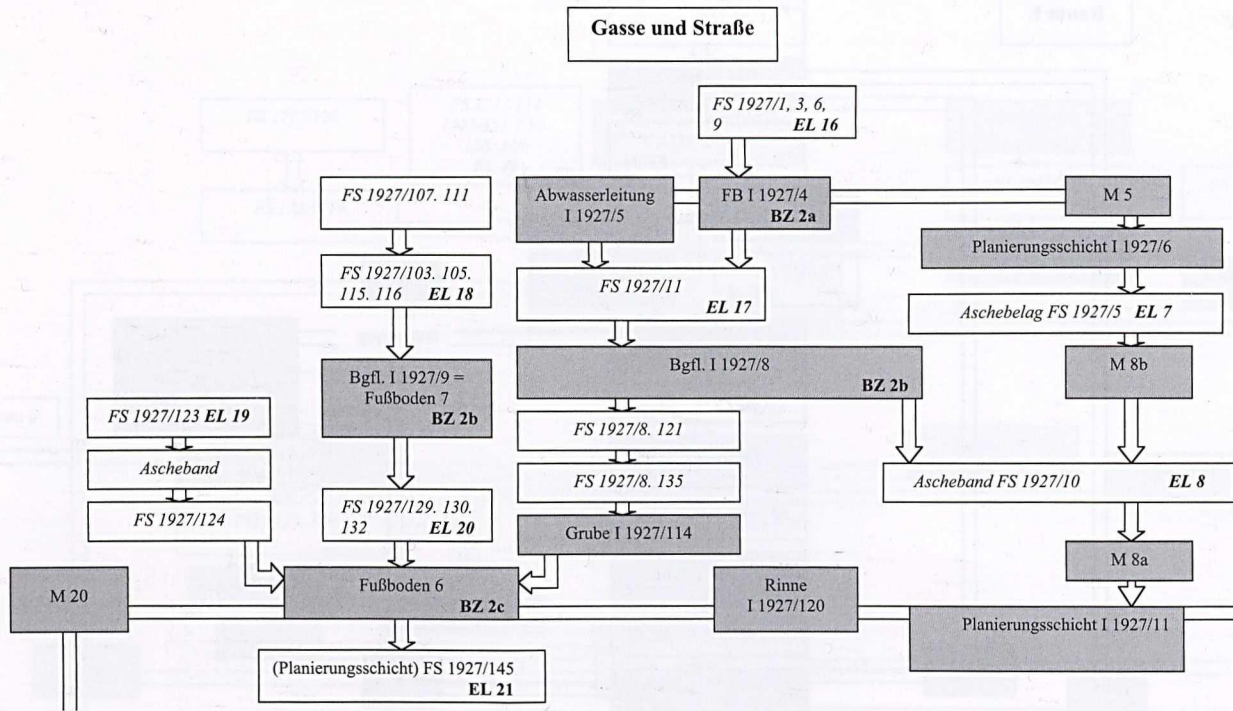 Gasse und Straße
FS 1927/1, 3, 6,
9 EL 16
FS 1927/107. 111
Abwasserleitung
I 1927/5
FB I 1927/4
BZ 2a
M 5
Planierungsschicht I 1927/6
FS 1927/103. 105.
115. 116 EL 18
FS 1927/11
EL 17
Aschebelag FS 1927/5 EL 7
Bgfl. I 1927/9 =
Fußboden 7
BZ 2b
Bgfl. I 1927/8
BZ 2b
M 8b
FS 1927/123 EL 19
FS 1927/8. 121
Ascheband
FS 1927/8. 135
Ascheband FS 1927/10 EL 8
FS 1927/124
FS 1927/129. 130.
132 EL 20
Grube I 1927/114
M 8a
M 20
Fußboden 6
BZ 2c
Rinne
I 1927/120
Planierungsschicht I 1927/11
(Planierungsschicht) FS 1927/145
EL 21